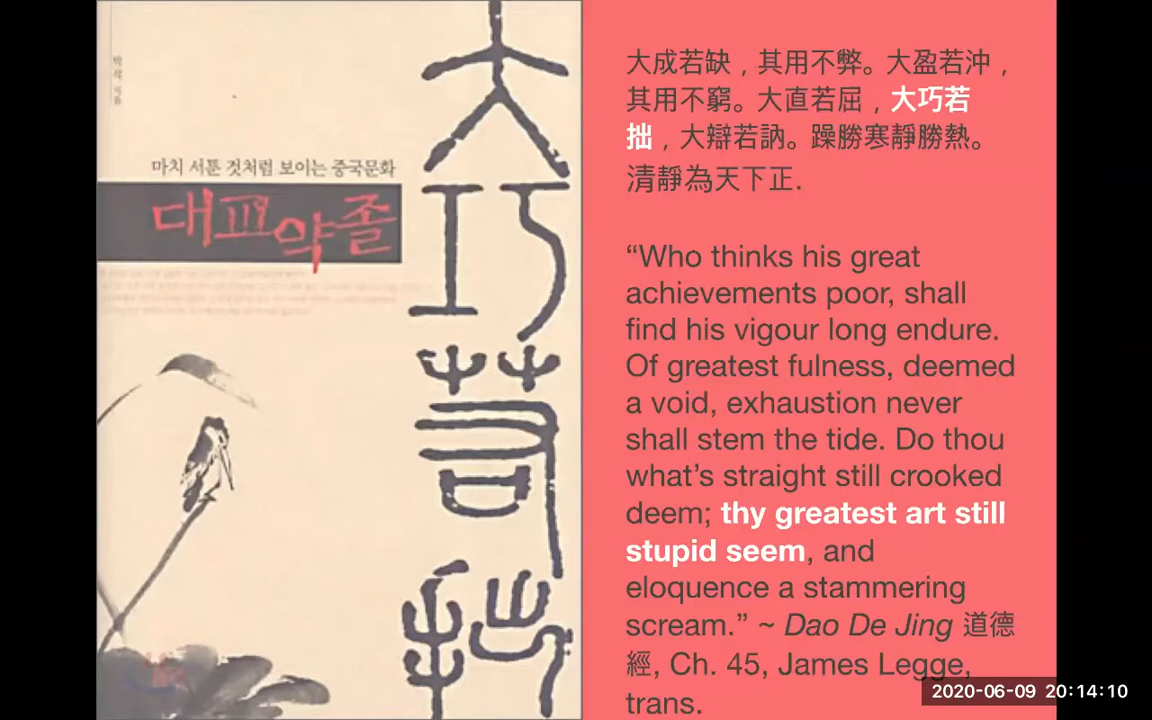 박석 지음
마치 서툰 것처럼 보이는 중국문화
대교약졸
大巧若拙
大成若缺，其用不弊。大盈若沖，
其用不窮。大直若屈，大巧若
拙，大辯若訥。躁勝寒靜勝熱。
清靜為天下正.
“Who thinks his great
achievements poor, shall
find his vigour long endure.
Of greatest fulness, deemed
a void, exhaustion never
shall stem the tide. Do thou
what’s straight still crooked
deem; thy greatest art still
stupid seem, and
eloquence a stammering
scream.” ~ Dao De Jing 道德
經, Ch. 45, James Legge,
trans.
2020-06-09 20:14:10